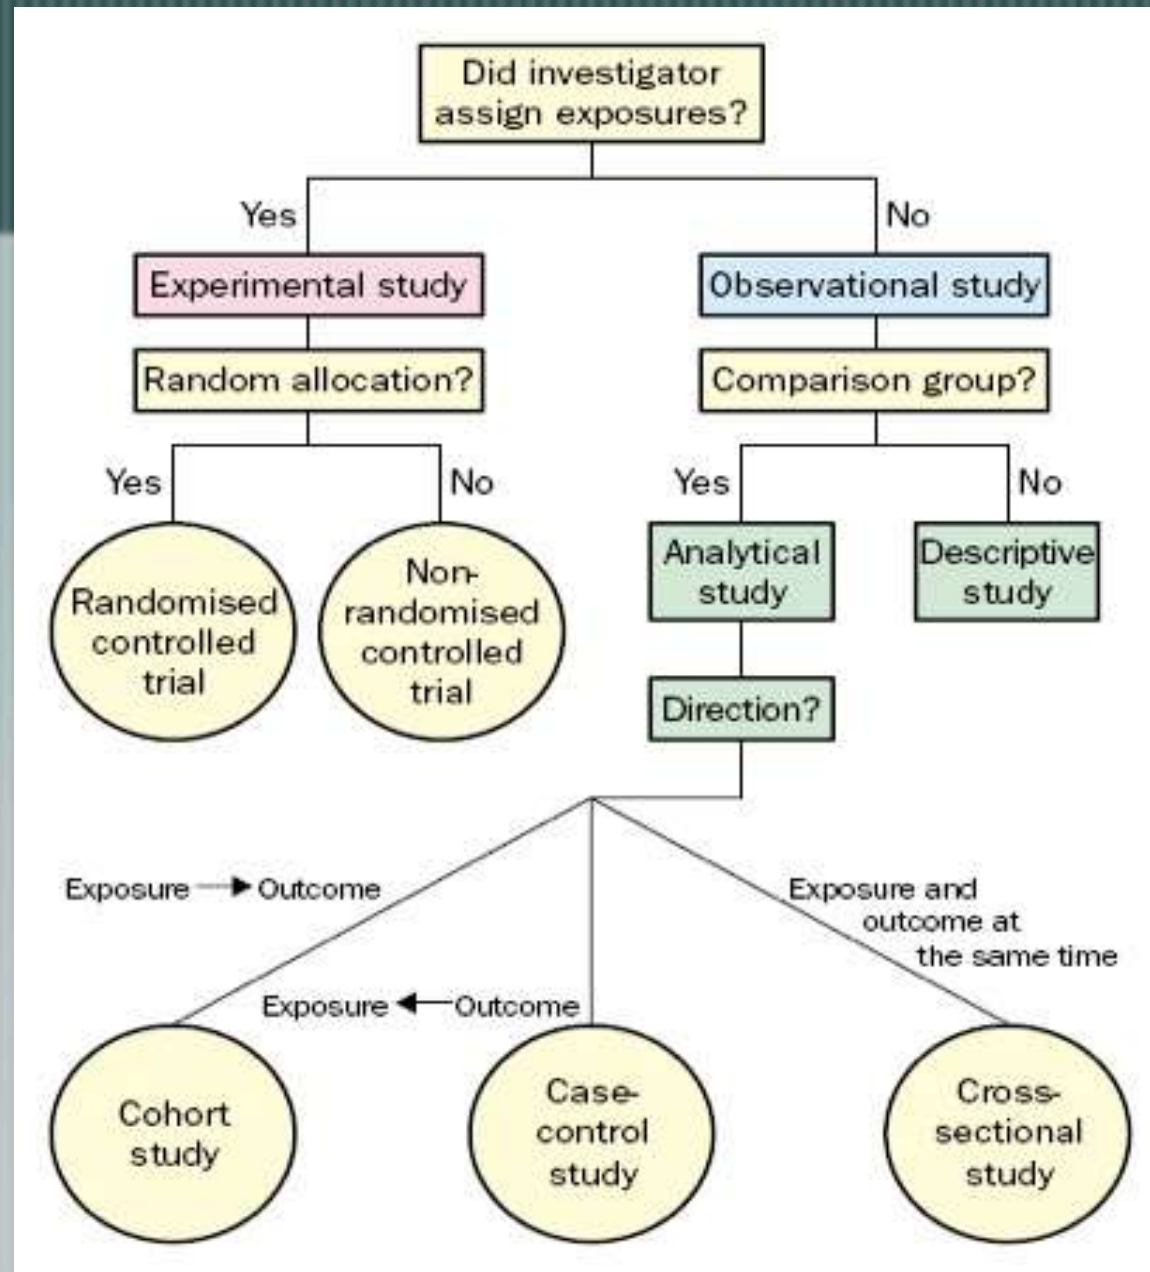 Did investigator
assign exposures?
Yes
No
Experimental study
Observational study
Random allocation?
Comparison group?
Yes
No
Yes
No
Randomised
controlled
trial
Non-
randomised
controlled
trial
Analytical
study
Descriptive
study
Direction?
Exposure → Outcome
Exposure and
outcome at
the same time
Exposure ← Outcome
Cohort
study
Case-
control
study
Cross-
sectional
study